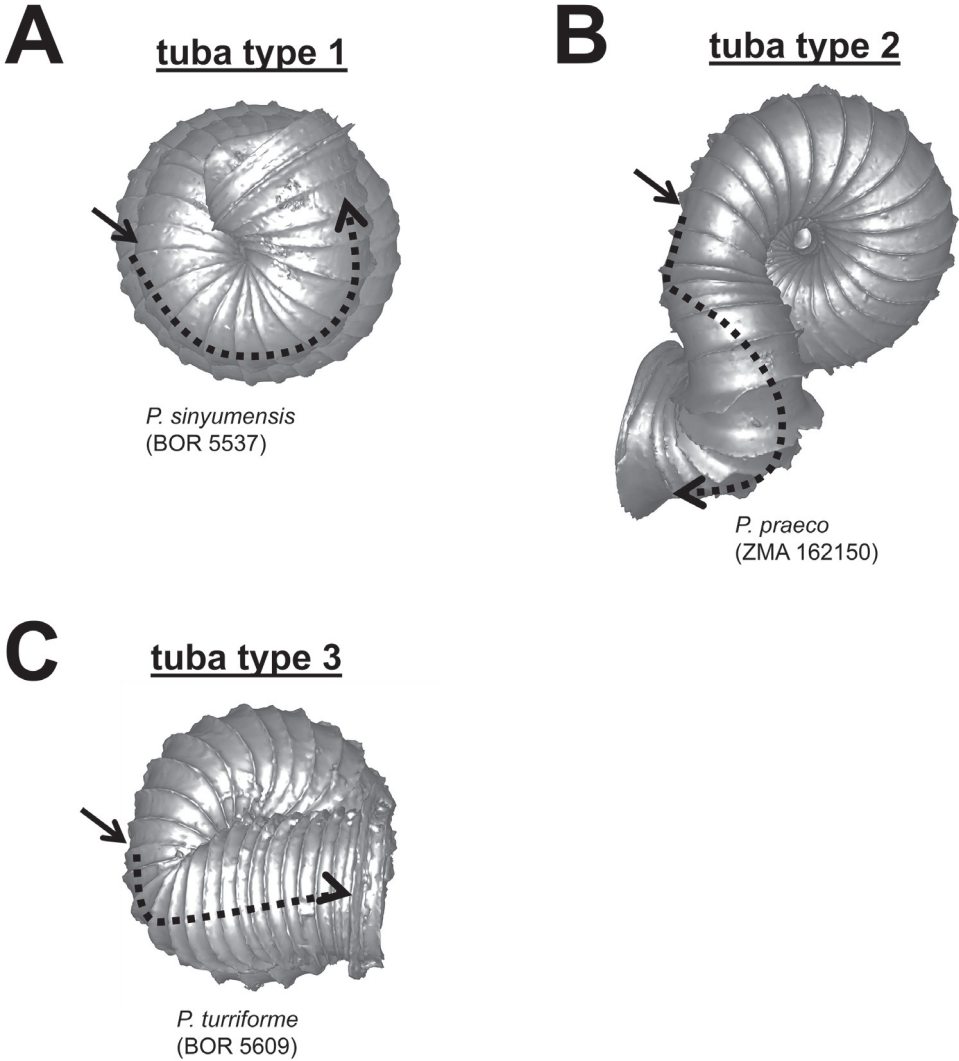 A
tuba type 1
P. sinyumensis
(BOR 5537)
B
tuba type 2
P. praeco
(ZMA 162150)
C
tuba type 3
P. turriforme
(BOR 5609)